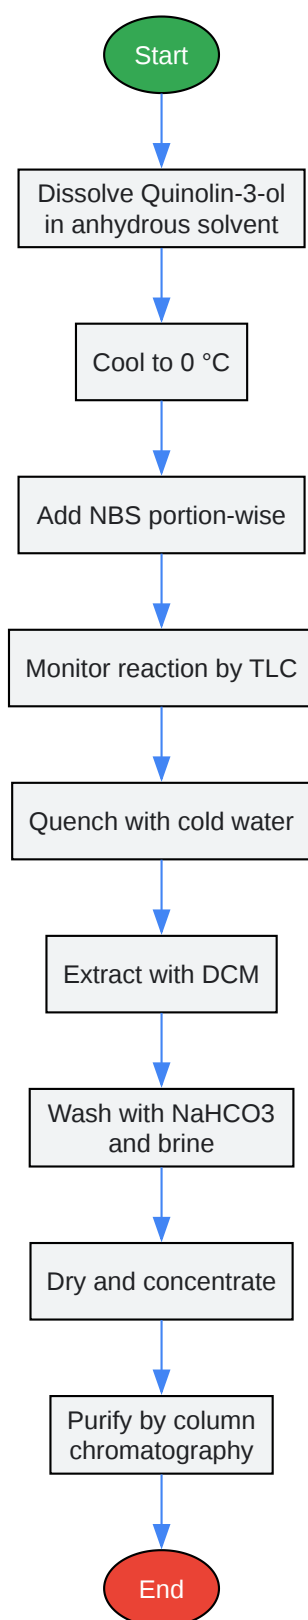 Start
Dissolve Quinolin-3-ol
in anhydrous solvent
Cool to 0 °C
Add NBS portion-wise
Monitor reaction by TLC
Quench with cold water
Extract with DCM
Wash with NaHCO3
and brine
Dry and concentrate
Purify by column
chromatography
End